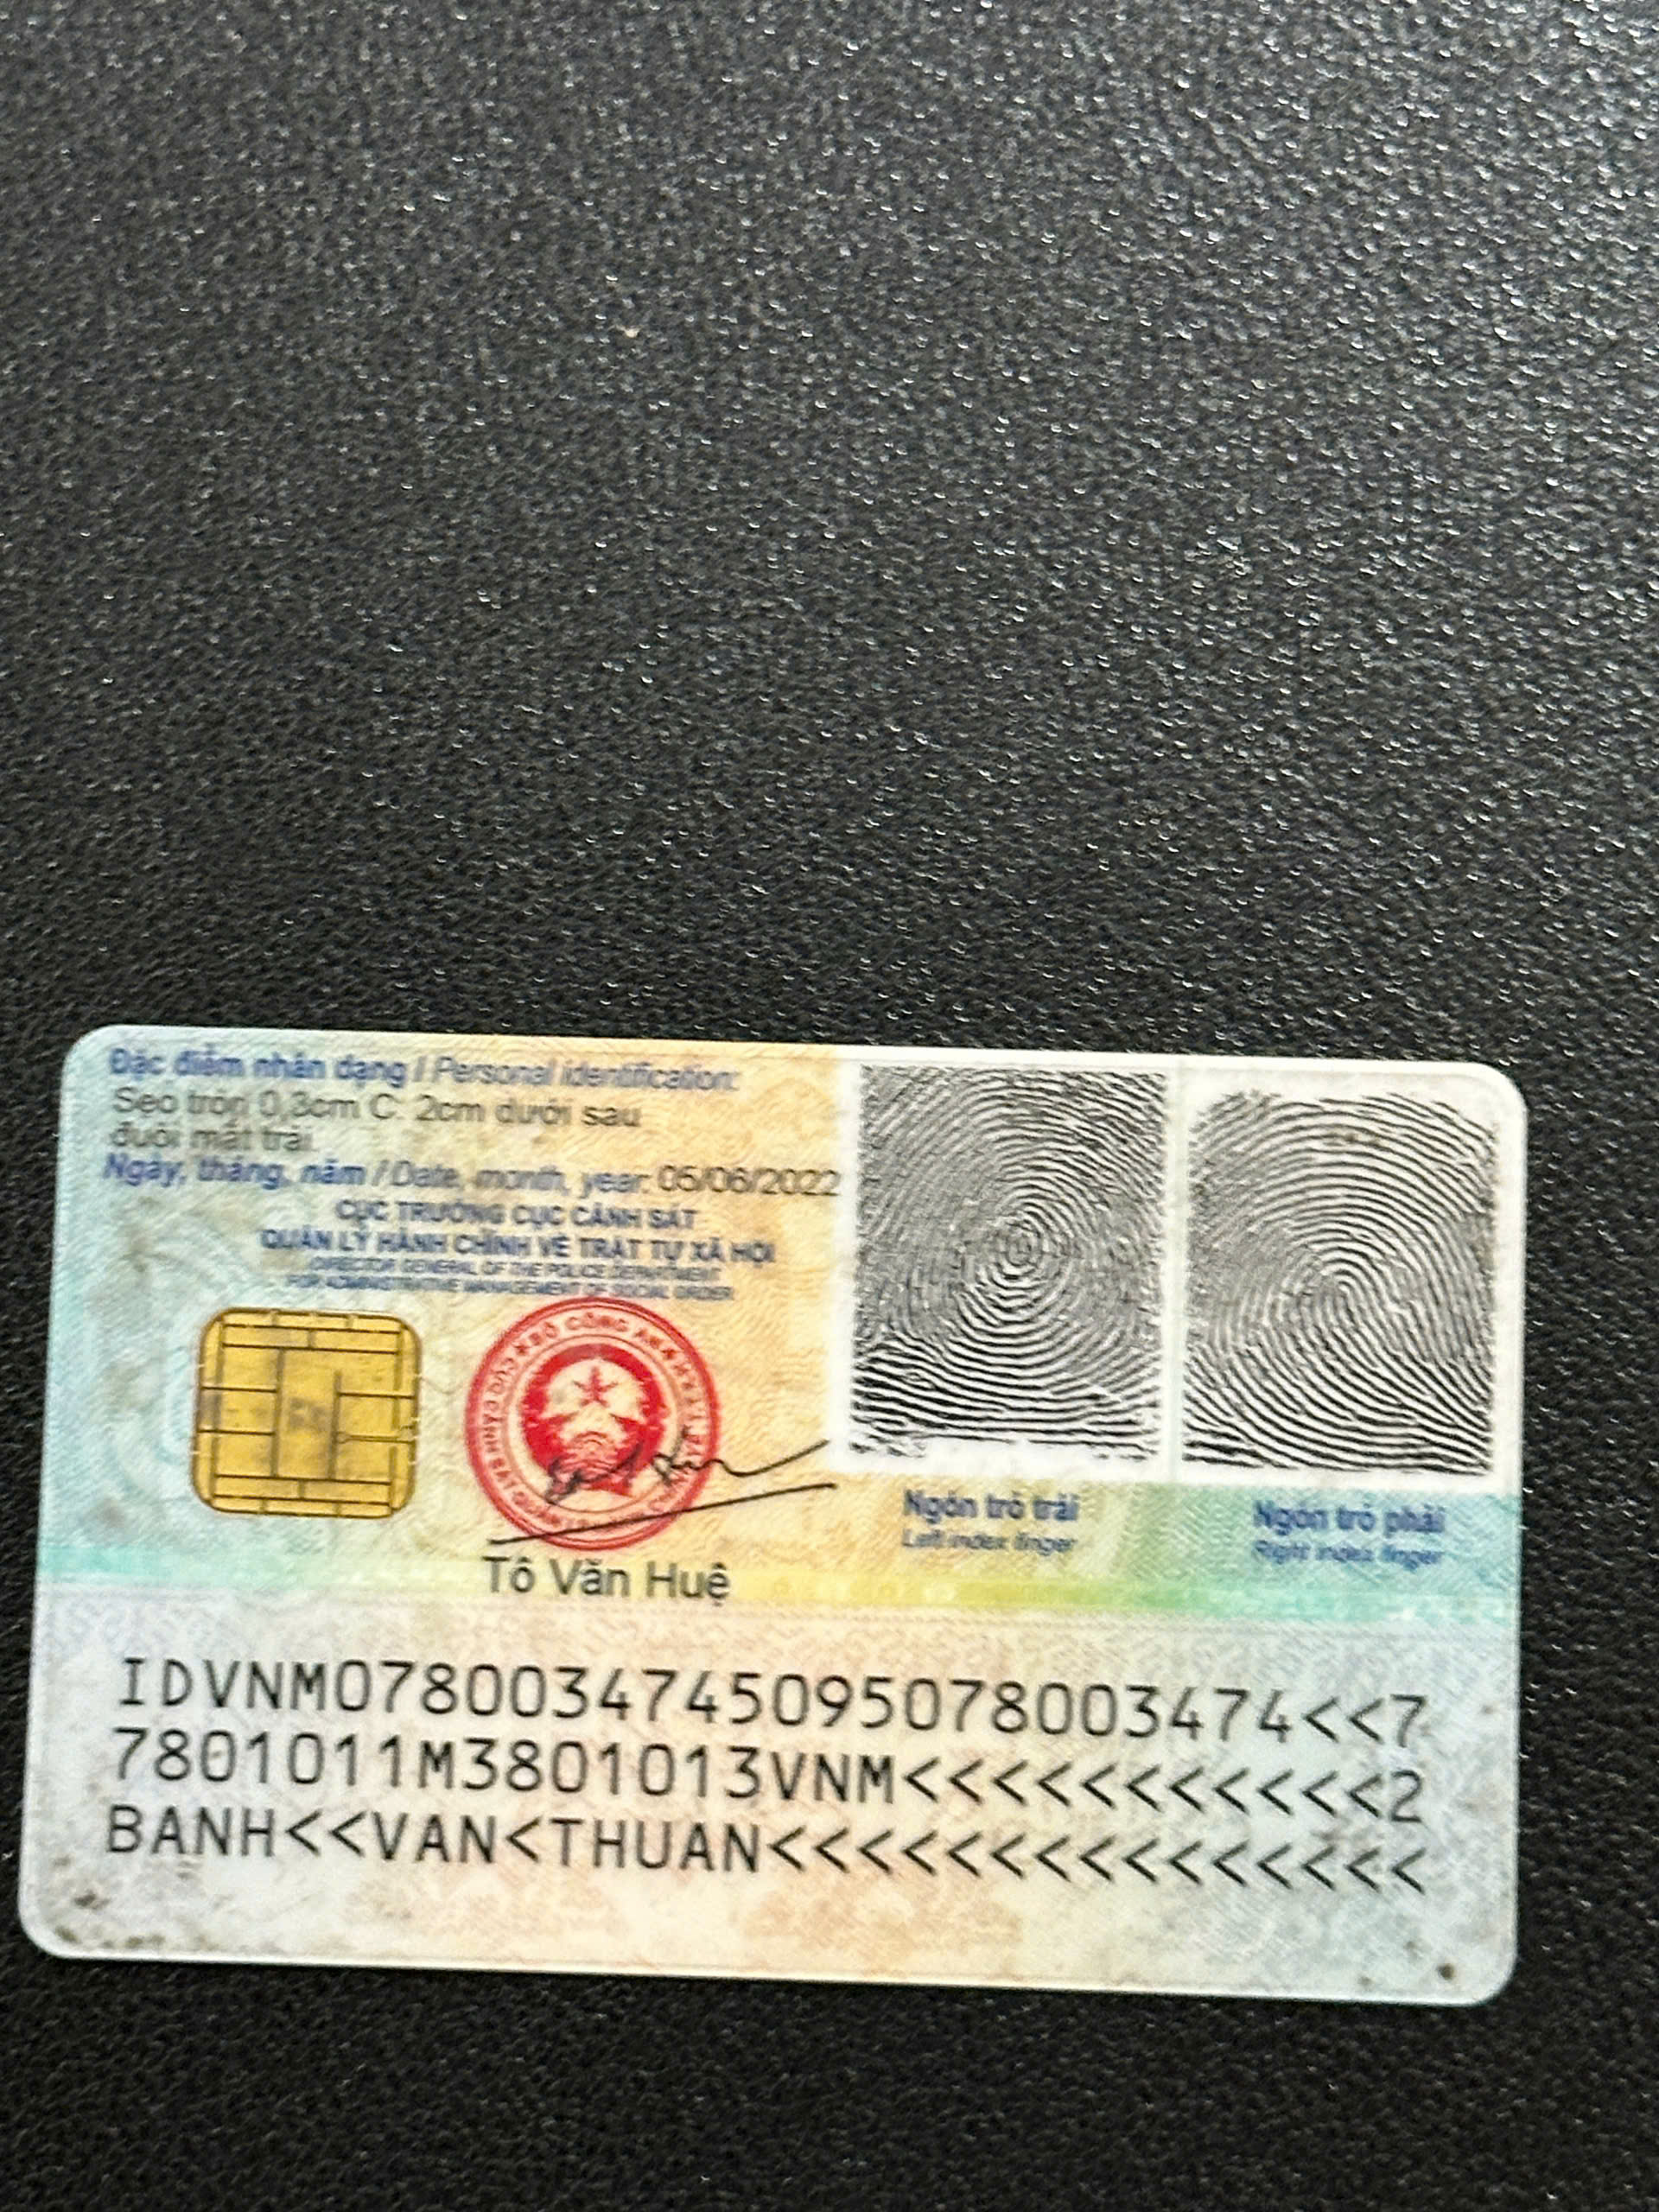 Đặc điểm nhân dạng / Personal identification:
Sẹo tròn 0,3cm C: 2cm dưới sau
đuôi mắt trái.
Ngày, tháng, năm / Date, month, year: 05/06/2022
CỤC TRƯỞNG CỤC CẢNH SÁT
QUẢN LÝ HÀNH CHÍNH VỀ TRẬT TỰ XÃ HỘI
DIRECTOR GENERAL OF THE POLICE DEPARTMENT
FOR ADMINISTRATIVE MANAGEMENT OF SOCIAL ORDER
BỘ CÔNG AN
Tô Văn Huệ
Ngón trỏ trái
Left index finger
Ngón trỏ phải
Right index finger
IDVNM0780034745095078003474<<7
7801011M3801013VNM<<<<<<<<<<<2
BANH<<VAN<THUAN<<<<<<<<<<<<<<<